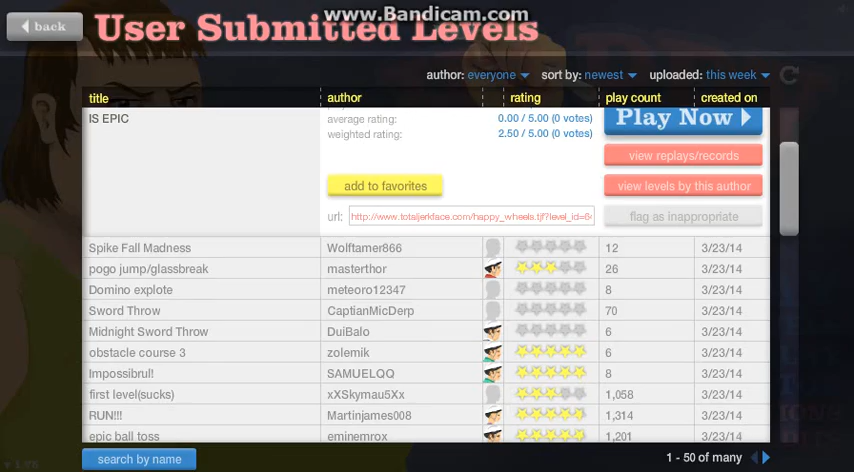 www.Bandicam.com
back
User Submitted Levels
author: everyone sort by: newest uploaded: this week
title author rating play count created on
IS EPIC
average rating: 0.00 / 5.00 (0 votes)
weighted rating: 2.50 / 5.00 (0 votes)
Play Now
view replays/records
add to favorites
view levels by this author
url: http://www.totaljerkface.com/happy_wheels.tjf?level_id=6
flag as inappropriate
Spike Fall Madness Wolftamer866 12 3/23/14
pogo jump/glassbreak masterthor 26 3/23/14
Domino explote meteoro12347 8 3/23/14
Sword Throw CaptianMicDerp 70 3/23/14
Midnight Sword Throw DuiBalo 6 3/23/14
obstacle course 3 zolemik 6 3/23/14
Impossibrul! SAMUELQQ 8 3/23/14
first level(sucks) xXSkymau5Xx 1,058 3/23/14
RUN!!! Martinjames008 1,314 3/23/14
epic ball toss eminemrox 1,201 3/23/14
search by name
1 - 50 of many